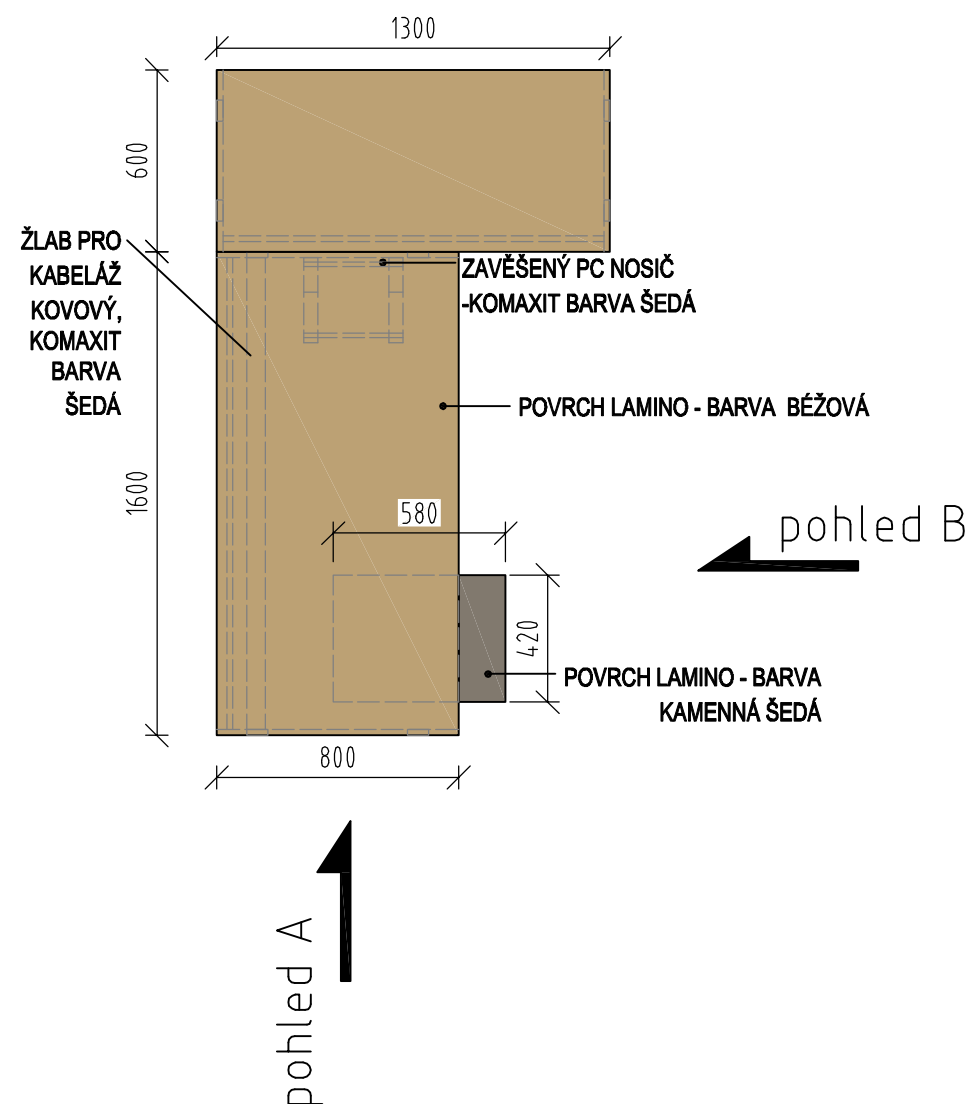 1300
600
ŽLAB PRO
KABELÁŽ
KOVOVÝ,
KOMAXIT
BARVA
ŠEDÁ
ZAVĚŠENÝ PC NOSIČ
-KOMAXIT BARVA ŠEDÁ
POVRCH LAMINO - BARVA BÉŽOVÁ
1600
580
pohled B
420
POVRCH LAMINO - BARVA
KAMENNÁ ŠEDÁ
800
pohled A